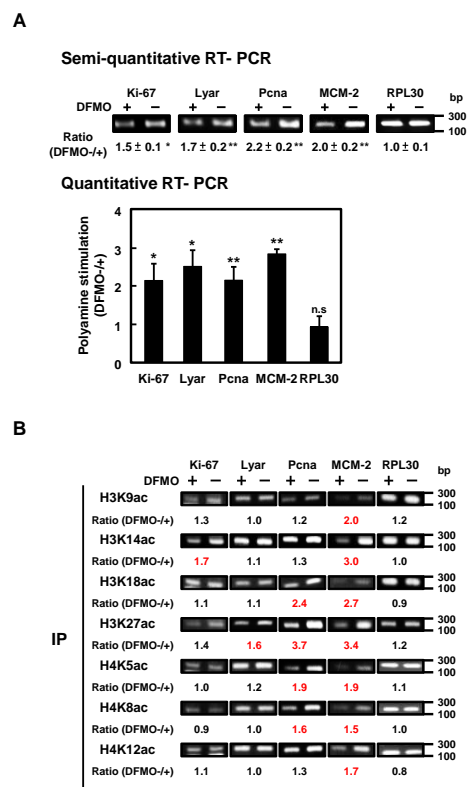 A
Semi-quantitative RT- PCR
Ki-67 Lyar Pcna MCM-2 RPL30 bp
DFMO + − + − + − + − + − 300
100
Ratio
(DFMO-/+) 1.5 ± 0.1 * 1.7 ± 0.2 ** 2.2 ± 0.2 ** 2.0 ± 0.2 ** 1.0 ± 0.1
Quantitative RT- PCR
Polyamine stimulation
(DFMO-/+)
4
3
2
1
0
* * ** ** n.s
Ki-67 Lyar Pcna MCM-2 RPL30
B
Ki-67 Lyar Pcna MCM-2 RPL30 bp
DFMO + − + − + − + − + −
IP
H3K9ac 300
100
Ratio (DFMO-/+) 1.3 1.0 1.2 2.0 1.2
H3K14ac 300
100
Ratio (DFMO-/+) 1.7 1.1 1.3 3.0 1.0
H3K18ac 300
100
Ratio (DFMO-/+) 1.1 1.1 2.4 2.7 0.9
H3K27ac 300
100
Ratio (DFMO-/+) 1.4 1.6 3.7 3.4 1.2
H4K5ac 300
100
Ratio (DFMO-/+) 1.0 1.2 1.9 1.9 1.1
H4K8ac 300
100
Ratio (DFMO-/+) 0.9 1.0 1.6 1.5 1.0
H4K12ac 300
100
Ratio (DFMO-/+) 1.1 1.0 1.3 1.7 0.8